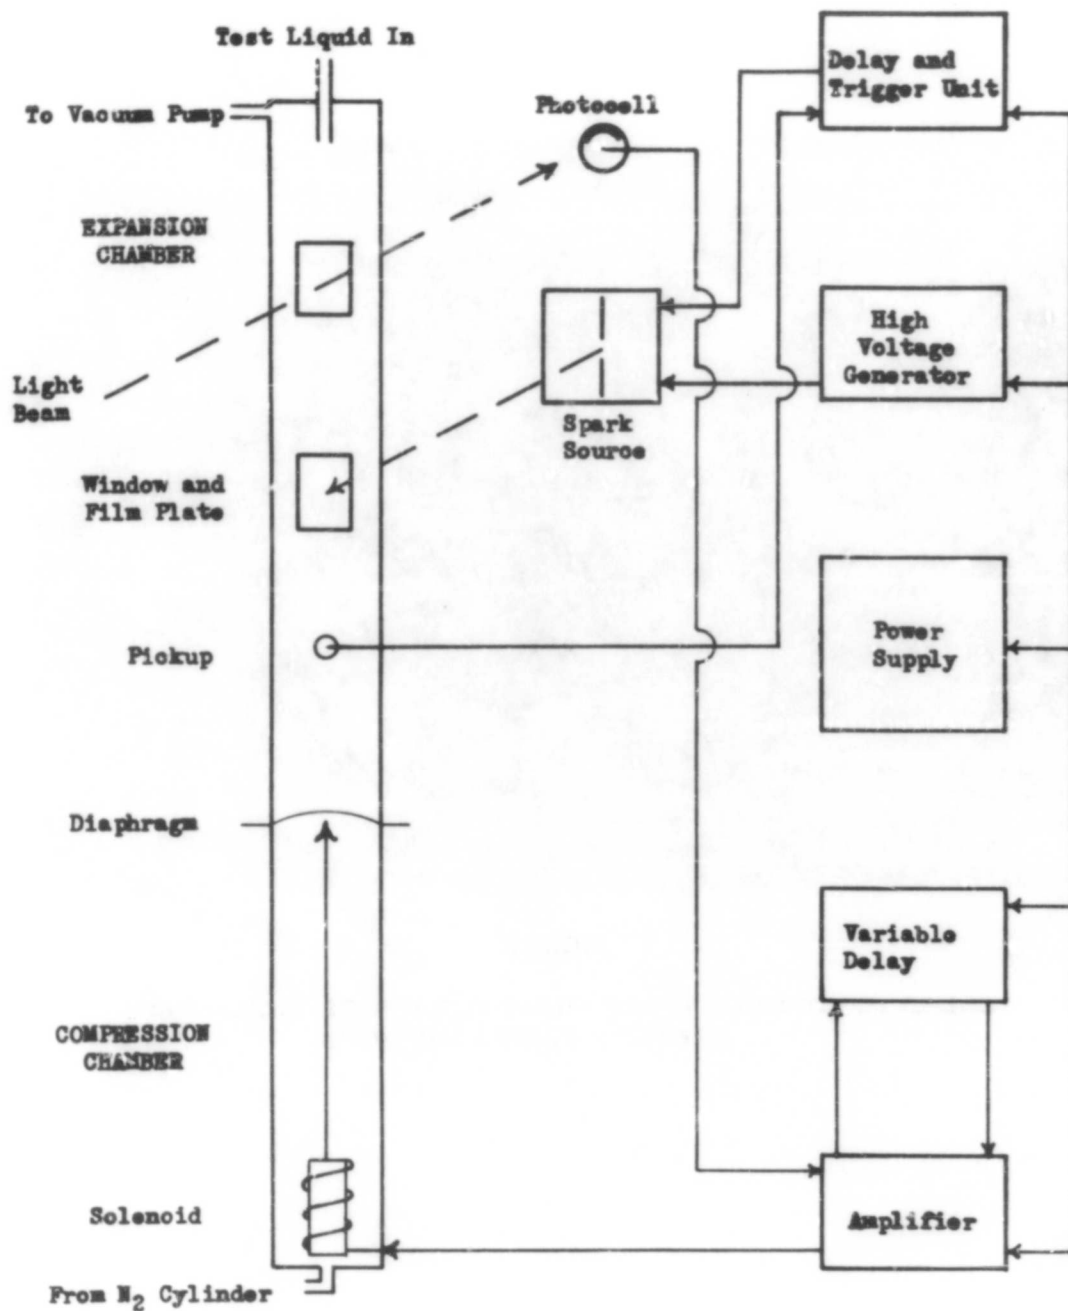 Test Liquid In
To Vacuum Pump
Photocell
Delay and
Trigger Unit
EXPANSION
CHAMBER
High
Voltage
Generator
Light
Beam
Spark
Source
Window and
Film Plate
Pickup
Power
Supply
Diaphragm
Variable
Delay
COMPRESSION
CHAMBER
Solenoid
Amplifier
From N2 Cylinder